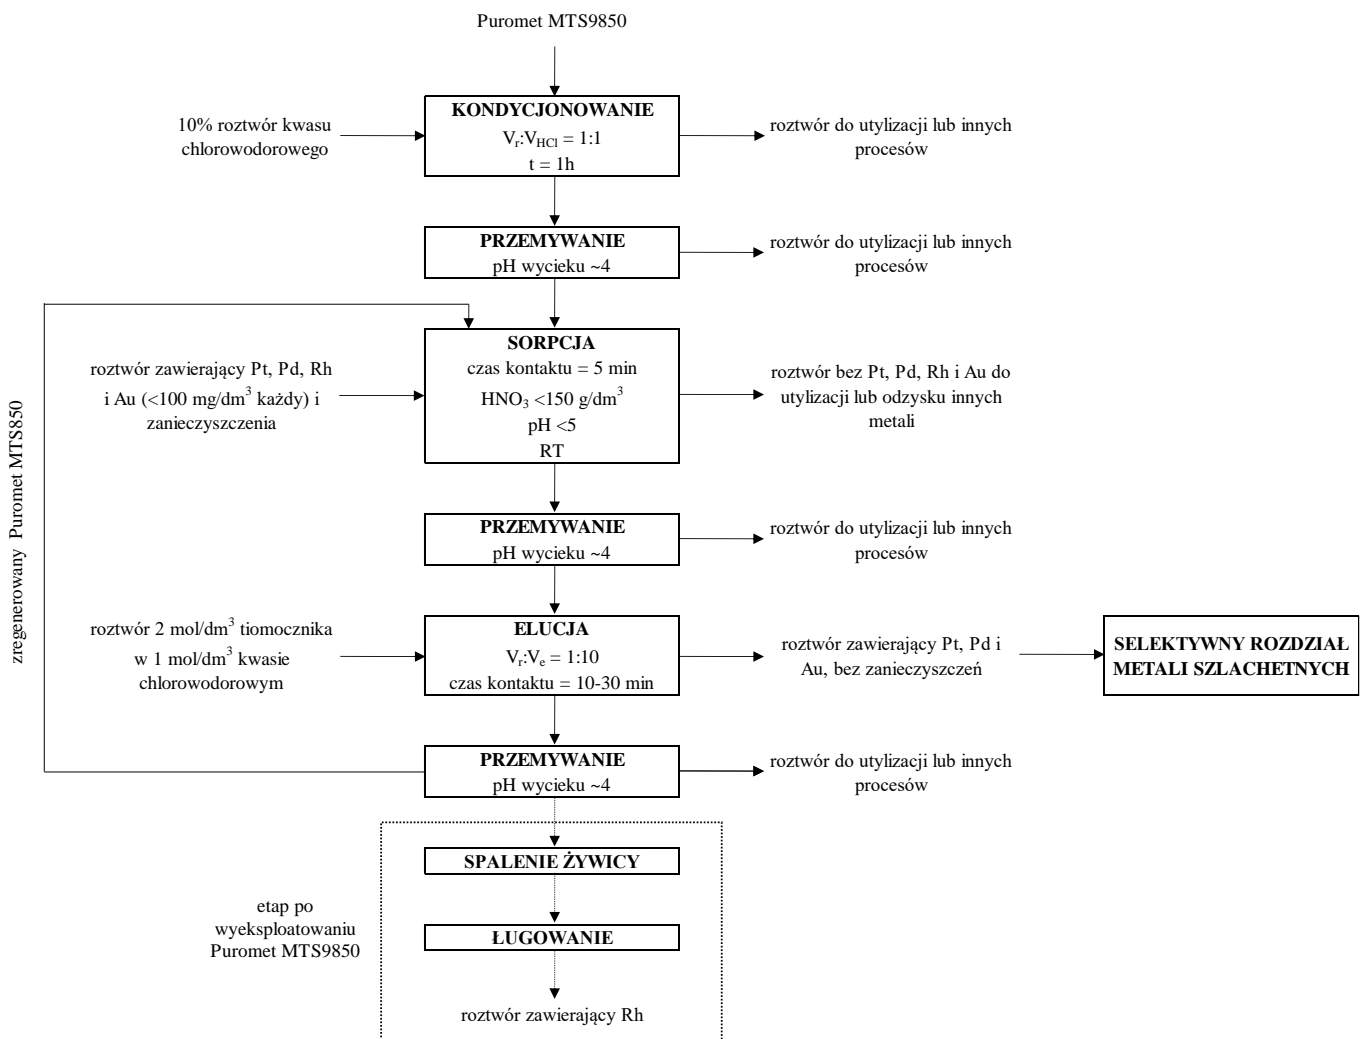 Puromet MTS9850
KONDYCJONOWANIE
V_r:V_HCl = 1:1
t = 1h
10% roztwór kwasu
chlorowodorowego
roztwór do utylizacji lub innych
procesów
PRZEMYWANIE
pH wycieku ~4
roztwór do utylizacji lub innych
procesów
SORPCJA
czas kontaktu = 5 min
HNO₃ <150 g/dm³
pH <5
RT
roztwór zawierający Pt, Pd, Rh
i Au (<100 mg/dm³ każdy) i
zanieczyszczenia
roztwór bez Pt, Pd, Rh i Au do
utylizacji lub odzysku innych
metali
zregenerowany Puromet MTS850
PRZEMYWANIE
pH wycieku ~4
roztwór do utylizacji lub innych
procesów
ELUCJA
V_r:V_e = 1:10
czas kontaktu = 10-30 min
roztwór 2 mol/dm³ tiomocznika
w 1 mol/dm³ kwasie
chlorowodorowym
roztwór zawierający Pt, Pd i
Au, bez zanieczyszczeń
SELEKTYWNY ROZDZIAŁ
METALI SZLACHETNYCH
PRZEMYWANIE
pH wycieku ~4
roztwór do utylizacji lub innych
procesów
SPALENIE ŻYWICY
etap po
wyeksploatowaniu
Puromet MTS9850
ŁUGOWANIE
roztwór zawierający Rh